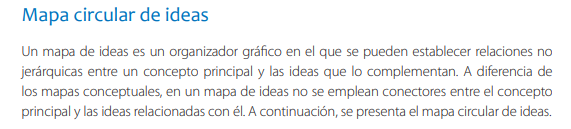 Mapa circular de ideas
Un mapa de ideas es un organizador gráfico en el que se pueden establecer relaciones no
jerárquicas entre un concepto principal y las ideas que lo complementan. A diferencia de
los mapas conceptuales, en un mapa de ideas no se emplean conectores entre el concepto
principal y las ideas relacionadas con él. A continuación, se presenta el mapa circular de ideas.